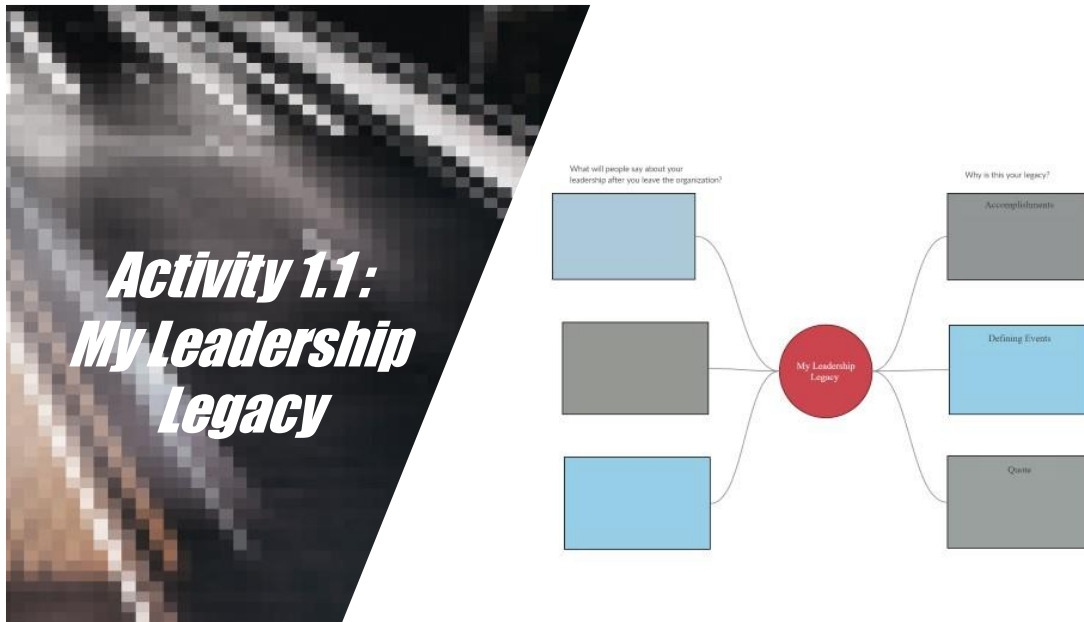 Activity 1.1:
My Leadership
Legacy
What will people say about your
leadership after you leave the organization?
Why is this your legacy?
Accomplishments
My Leadership
Legacy
Defining Events
Quote